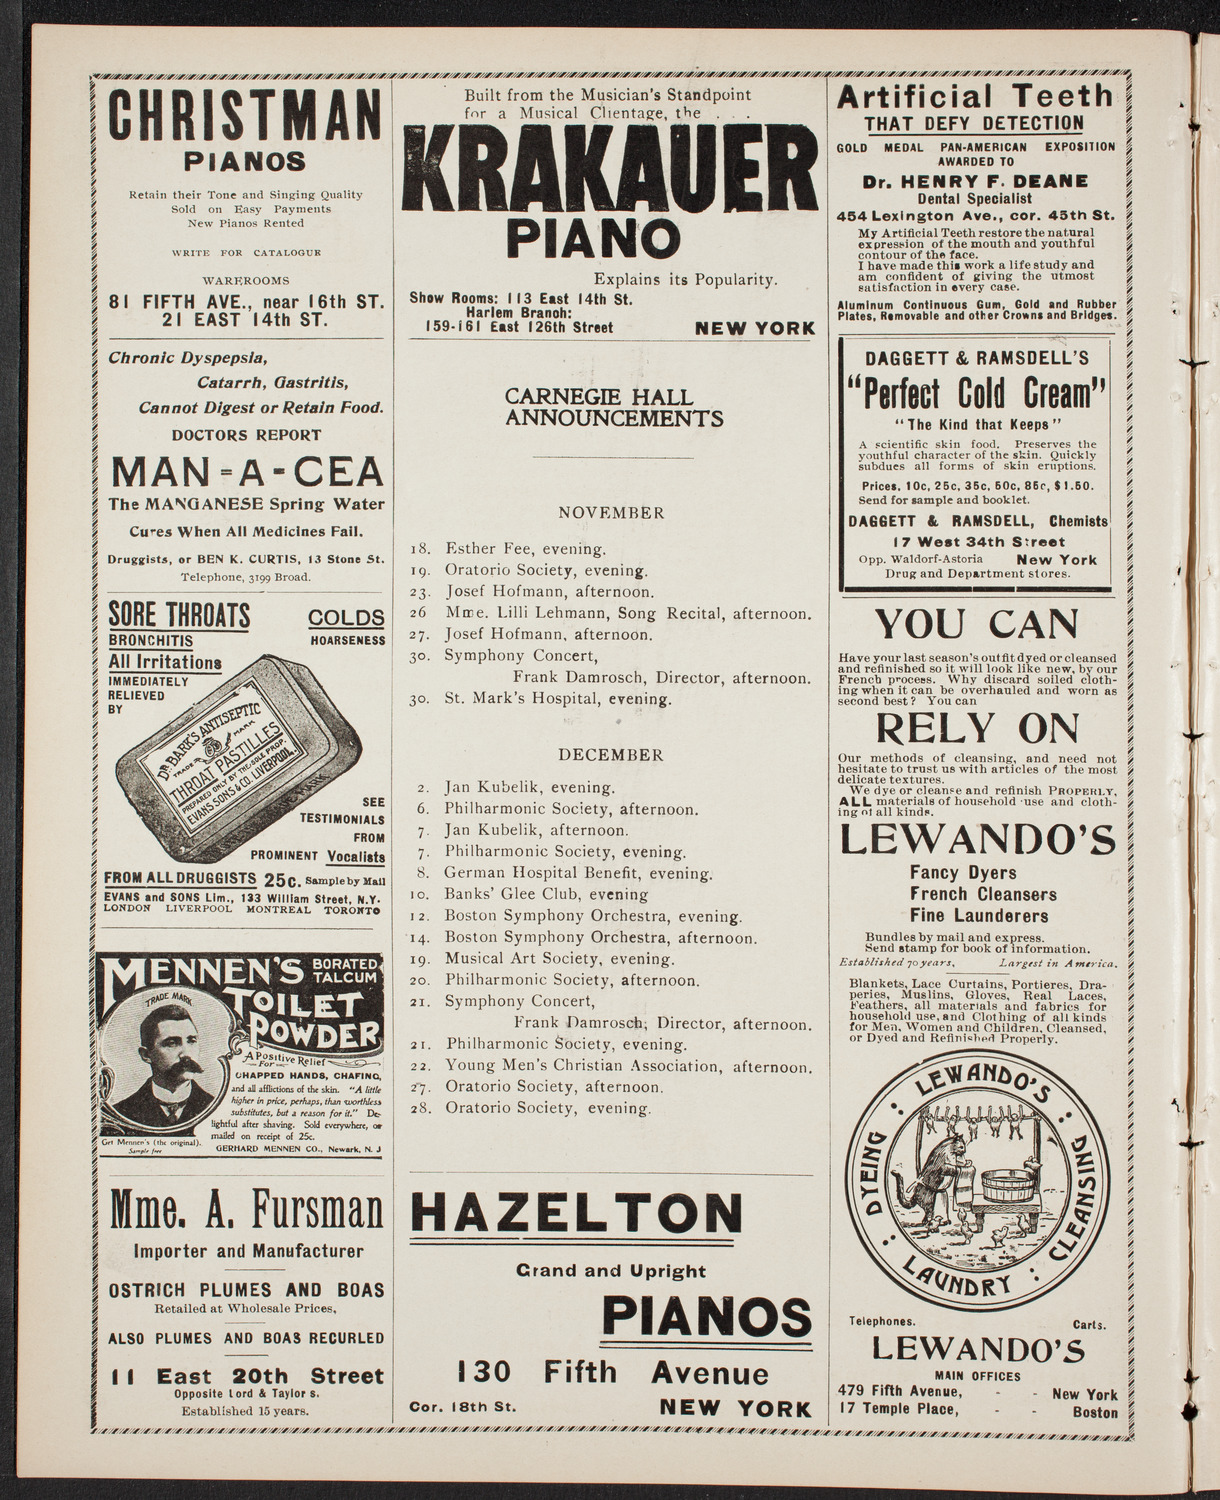 CHRISTMAN
PIANOS
Retain their Tone and Singing Quality
Sold on Easy Payments
New Pianos Rented
WRITE FOR CATALOGUE
WAREROOMS
81 FIFTH AVE., near 16th ST.
21 EAST 14th ST.
Chronic Dyspepsia,
Catarrh, Gastritis,
Cannot Digest or Retain Food.
DOCTORS REPORT
MAN-A-CEA
The MANGANESE Spring Water
Cures When All Medicines Fail.
Druggists, or BEN K. CURTIS, 13 Stone St.
Telephone, 3199 Broad.
SORE THROATS COLDS
BRONCHITIS HOARSENESS
All Irritations
IMMEDIATELY
RELIEVED
BY
DR. BARK'S ANTISEPTIC
TRADE MARK
THROAT PASTILLES
PREPARED ONLY BY THE SOLE PROP.
EVANS SONS & CO. LIVERPOOL.
SEE
TESTIMONIALS
FROM
PROMINENT Vocalists
FROM ALL DRUGGISTS 25c. Sample by Mail
EVANS and SONS Lim., 133 William Street, N.Y.
LONDON LIVERPOOL MONTREAL TORONTO
MENNEN'S BORATED
TALCUM
TOILET
POWDER
TRADE MARK
A Positive Relief
For
CHAPPED HANDS, CHAFING,
and all afflictions of the skin. "A little
higher in price, perhaps, than worthless
substitutes, but a reason for it." De-
lightful after shaving. Sold everywhere, or
mailed on receipt of 25c.
Get Mennen's (the original).
Sample free.
GERHARD MENNEN CO., Newark, N. J
Mme. A. Fursman
Importer and Manufacturer
OSTRICH PLUMES AND BOAS
Retailed at Wholesale Prices,
ALSO PLUMES AND BOAS RECURLED
11 East 20th Street
Opposite Lord & Taylor s.
Established 15 years.
Built from the Musician's Standpoint
for a Musical Clientage, the . . .
KRAKAUER
PIANO
Explains its Popularity.
Show Rooms: 113 East 14th St.
Harlem Branch:
159-161 East 126th Street NEW YORK
CARNEGIE HALL
ANNOUNCEMENTS
NOVEMBER
18. Esther Fee, evening.
19. Oratorio Society, evening.
23. Josef Hofmann, afternoon.
26 Mme. Lilli Lehmann, Song Recital, afternoon.
27. Josef Hofmann, afternoon.
30. Symphony Concert,
Frank Damrosch, Director, afternoon.
30. St. Mark's Hospital, evening.
DECEMBER
2. Jan Kubelik, evening.
6. Philharmonic Society, afternoon.
7. Jan Kubelik, afternoon.
7. Philharmonic Society, evening.
8. German Hospital Benefit, evening.
10. Banks' Glee Club, evening
12. Boston Symphony Orchestra, evening.
14. Boston Symphony Orchestra, afternoon.
19. Musical Art Society, evening.
20. Philharmonic Society, afternoon.
21. Symphony Concert,
Frank Damrosch, Director, afternoon.
21. Philharmonic Society, evening.
22. Young Men's Christian Association, afternoon.
27. Oratorio Society, afternoon.
28. Oratorio Society, evening.
HAZELTON
Grand and Upright
PIANOS
130 Fifth Avenue
Cor. 18th St. NEW YORK
Artificial Teeth
THAT DEFY DETECTION
GOLD MEDAL PAN-AMERICAN EXPOSITION
AWARDED TO
Dr. HENRY F. DEANE
Dental Specialist
454 Lexington Ave., cor. 45th St.
My Artificial Teeth restore the natural
expression of the mouth and youthful
contour of the face.
I have made this work a life study and
am confident of giving the utmost
satisfaction in every case.
Aluminum Continuous Gum, Gold and Rubber
Plates, Removable and other Crowns and Bridges.
DAGGETT & RAMSDELL'S
"Perfect Cold Cream"
"The Kind that Keeps"
A scientific skin food. Preserves the
youthful character of the skin. Quickly
subdues all forms of skin eruptions.
Prices, 10c, 25c, 35c, 50c, 85c, $1.50.
Send for sample and booklet.
DAGGETT & RAMSDELL, Chemists
17 West 34th Street
Opp. Waldorf-Astoria New York
Drug and Department stores.
YOU CAN
Have your last season's outfit dyed or cleansed
and refinished so it will look like new, by our
French process. Why discard soiled cloth-
ing when it can be overhauled and worn as
second best? You can
RELY ON
Our methods of cleansing, and need not
hesitate to trust us with articles of the most
delicate textures.
We dye or cleanse and refinish PROPERLY,
ALL materials of household use and cloth-
ing of all kinds.
LEWANDO'S
Fancy Dyers
French Cleansers
Fine Launderers
Bundles by mail and express.
Send stamp for book of information.
Established 70 years, Largest in America.
Blankets, Lace Curtains, Portieres, Dra-
peries, Muslins, Gloves, Real Laces,
Feathers, all materials and fabrics for
household use, and Clothing of all kinds
for Men, Women and Children, Cleansed,
or Dyed and Refinished Properly.
LEWANDO'S : CLEANSING : LAUNDRY : DYEING :
Telephones. Carts.
LEWANDO'S
MAIN OFFICES
479 Fifth Avenue, - - New York
17 Temple Place, - - Boston